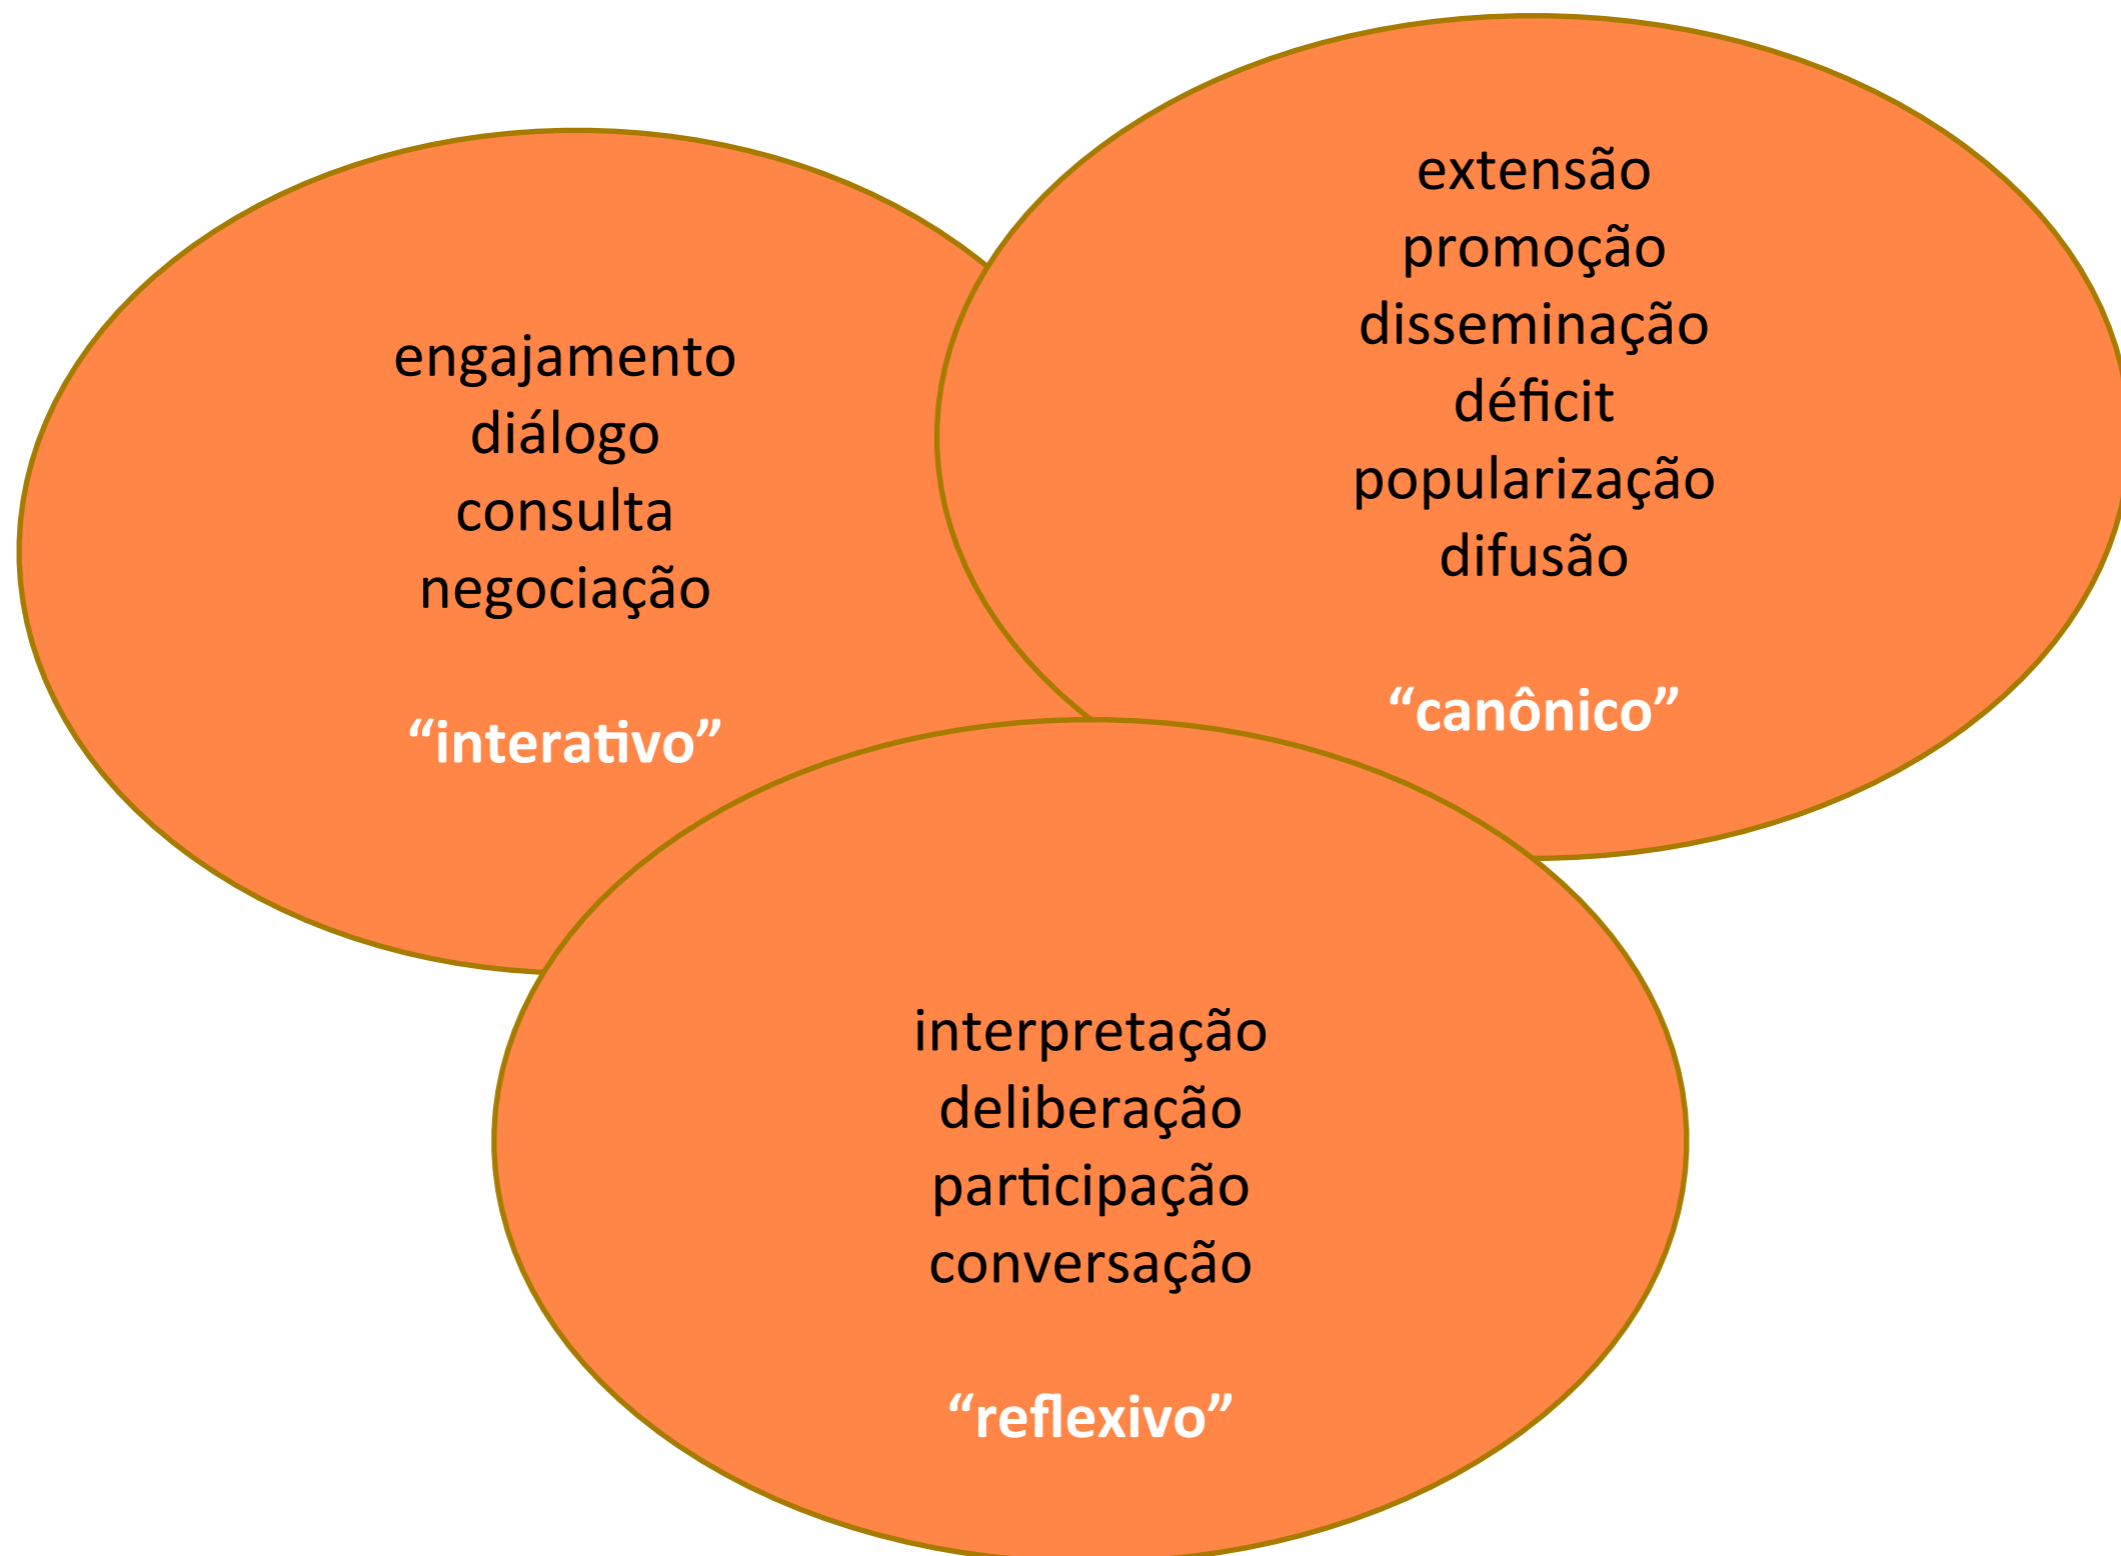 engajamento
diálogo
consulta
negociação
“interativo”
extensão
promoção
disseminação
déficit
popularização
difusão
“canônico”
interpretação
deliberação
participação
conversação
“reflexivo”